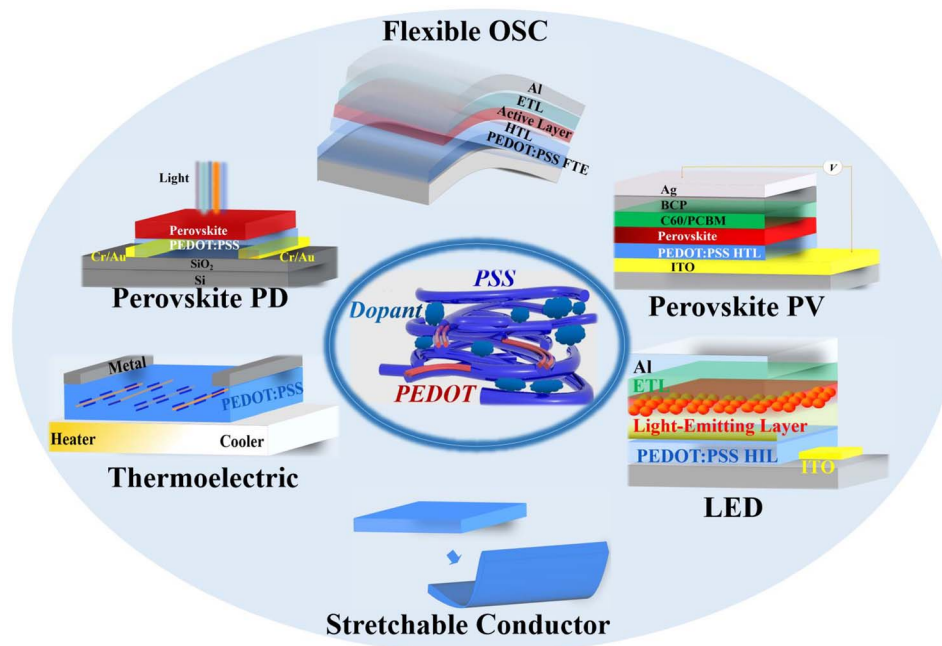 Flexible OSC
Al
ETL
Active Layer
HTL
PEDOT:PSS FTE
Light
Perovskite
PEDOT:PSS
Cr/Au
Cr/Au
SiO₂
Si
Perovskite PD
V
Ag
BCP
C60/PCBM
Perovskite
PEDOT:PSS HTL
ITO
Perovskite PV
PSS
Dopant
PEDOT
Metal
PEDOT:PSS
Heater
Cooler
Thermoelectric
Al
ETL
Light-Emitting Layer
PEDOT:PSS HIL
ITO
LED
Stretchable Conductor